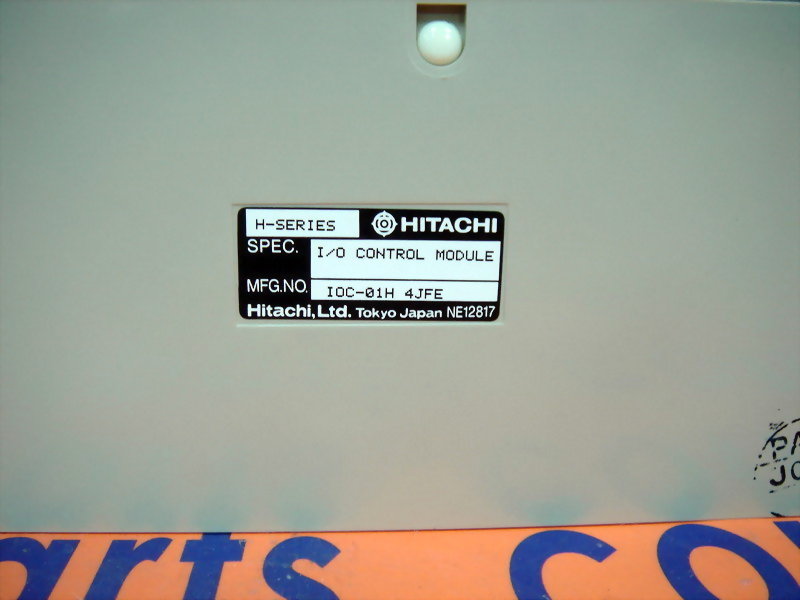 H-SERIES HITACHI
SPEC. I/O CONTROL MODULE
MFG.NO. IOC-01H 4JFE
Hitachi,Ltd. Tokyo Japan NE12817